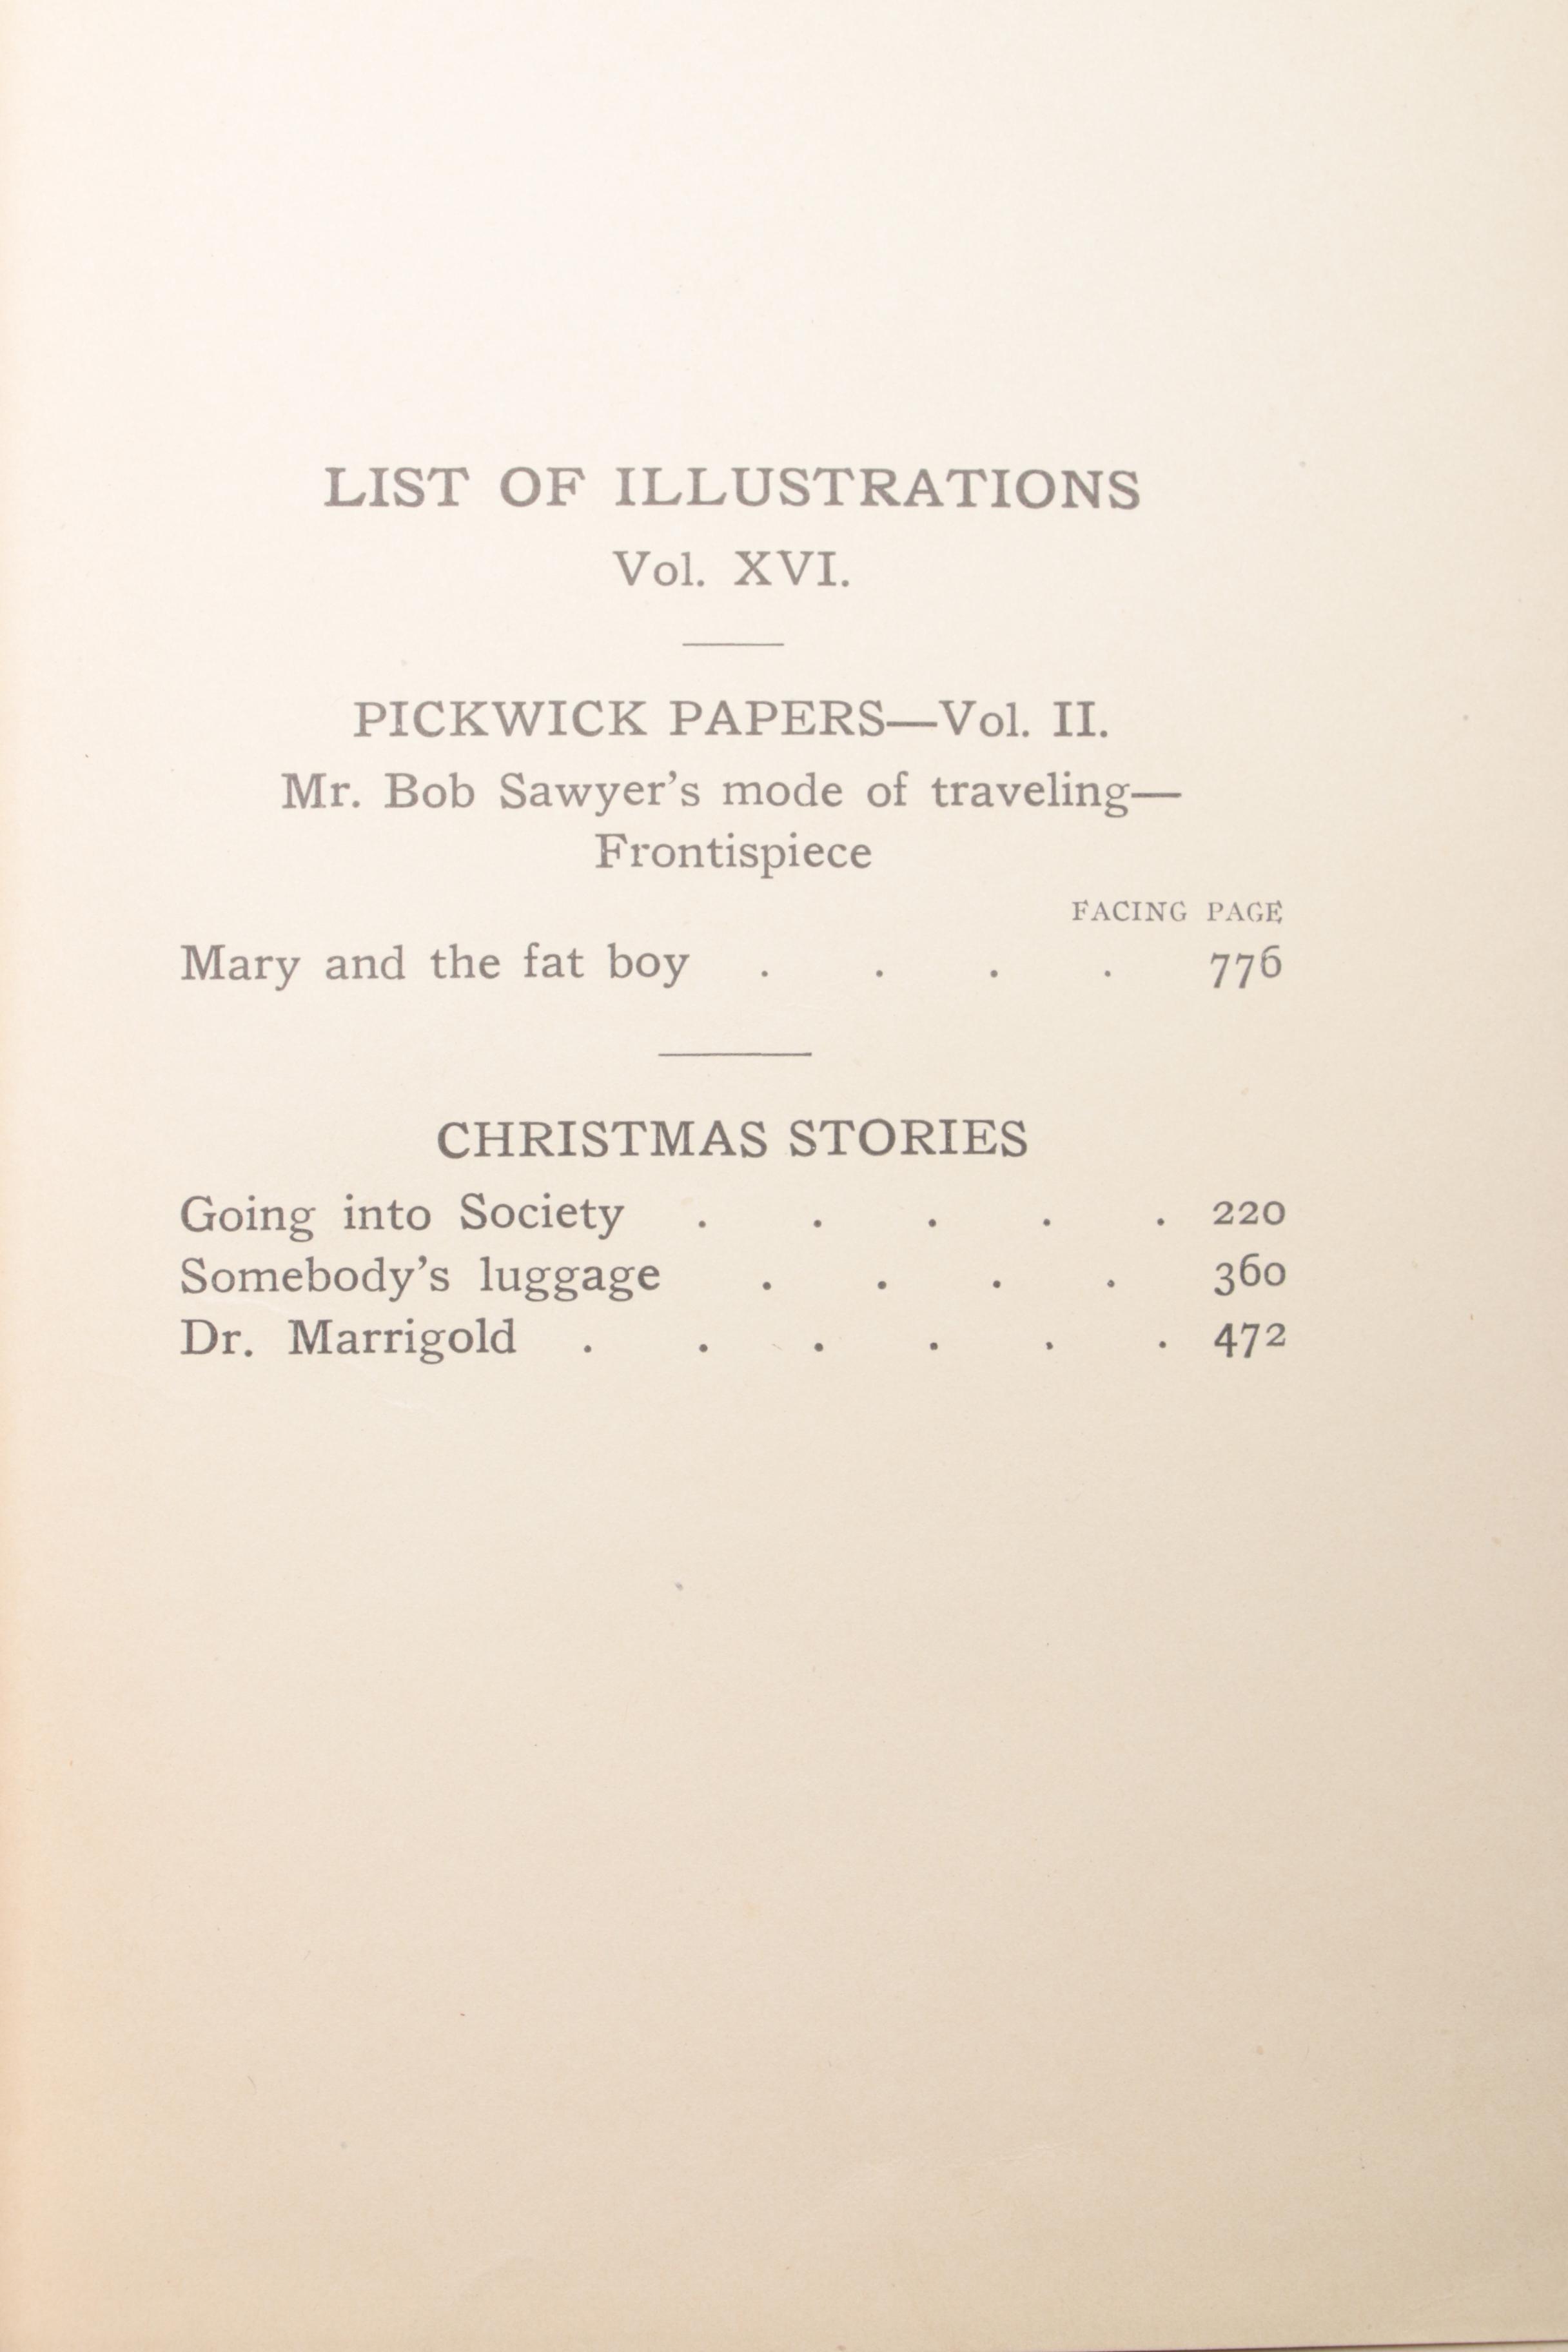 LIST OF ILLUSTRATIONS
Vol. XVI.
PICKWICK PAPERS—Vol. II.
Mr. Bob Sawyer's mode of traveling—
Frontispiece
FACING PAGE
Mary and the fat boy . . . . 776
CHRISTMAS STORIES
Going into Society . . . . . 220
Somebody's luggage . . . . 360
Dr. Marrigold . . . . . . 472